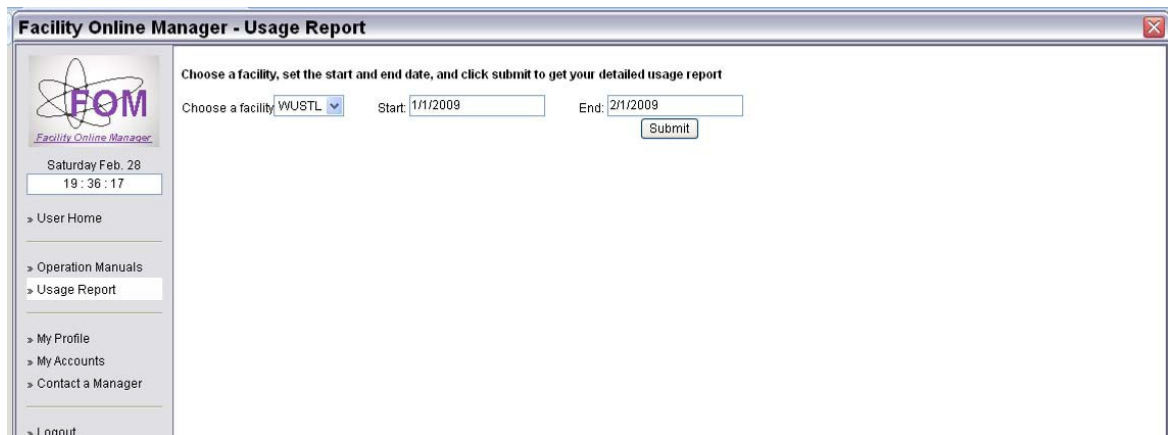 Facility Online Manager - Usage Report
FOM
Facility Online Manager
Saturday Feb. 28
19 : 36 : 17
» User Home
» Operation Manuals
» Usage Report
» My Profile
» My Accounts
» Contact a Manager
» Logout
Choose a facility, set the start and end date, and click submit to get your detailed usage report
Choose a facility WUSTL Start: 1/1/2009 End: 2/1/2009
Submit